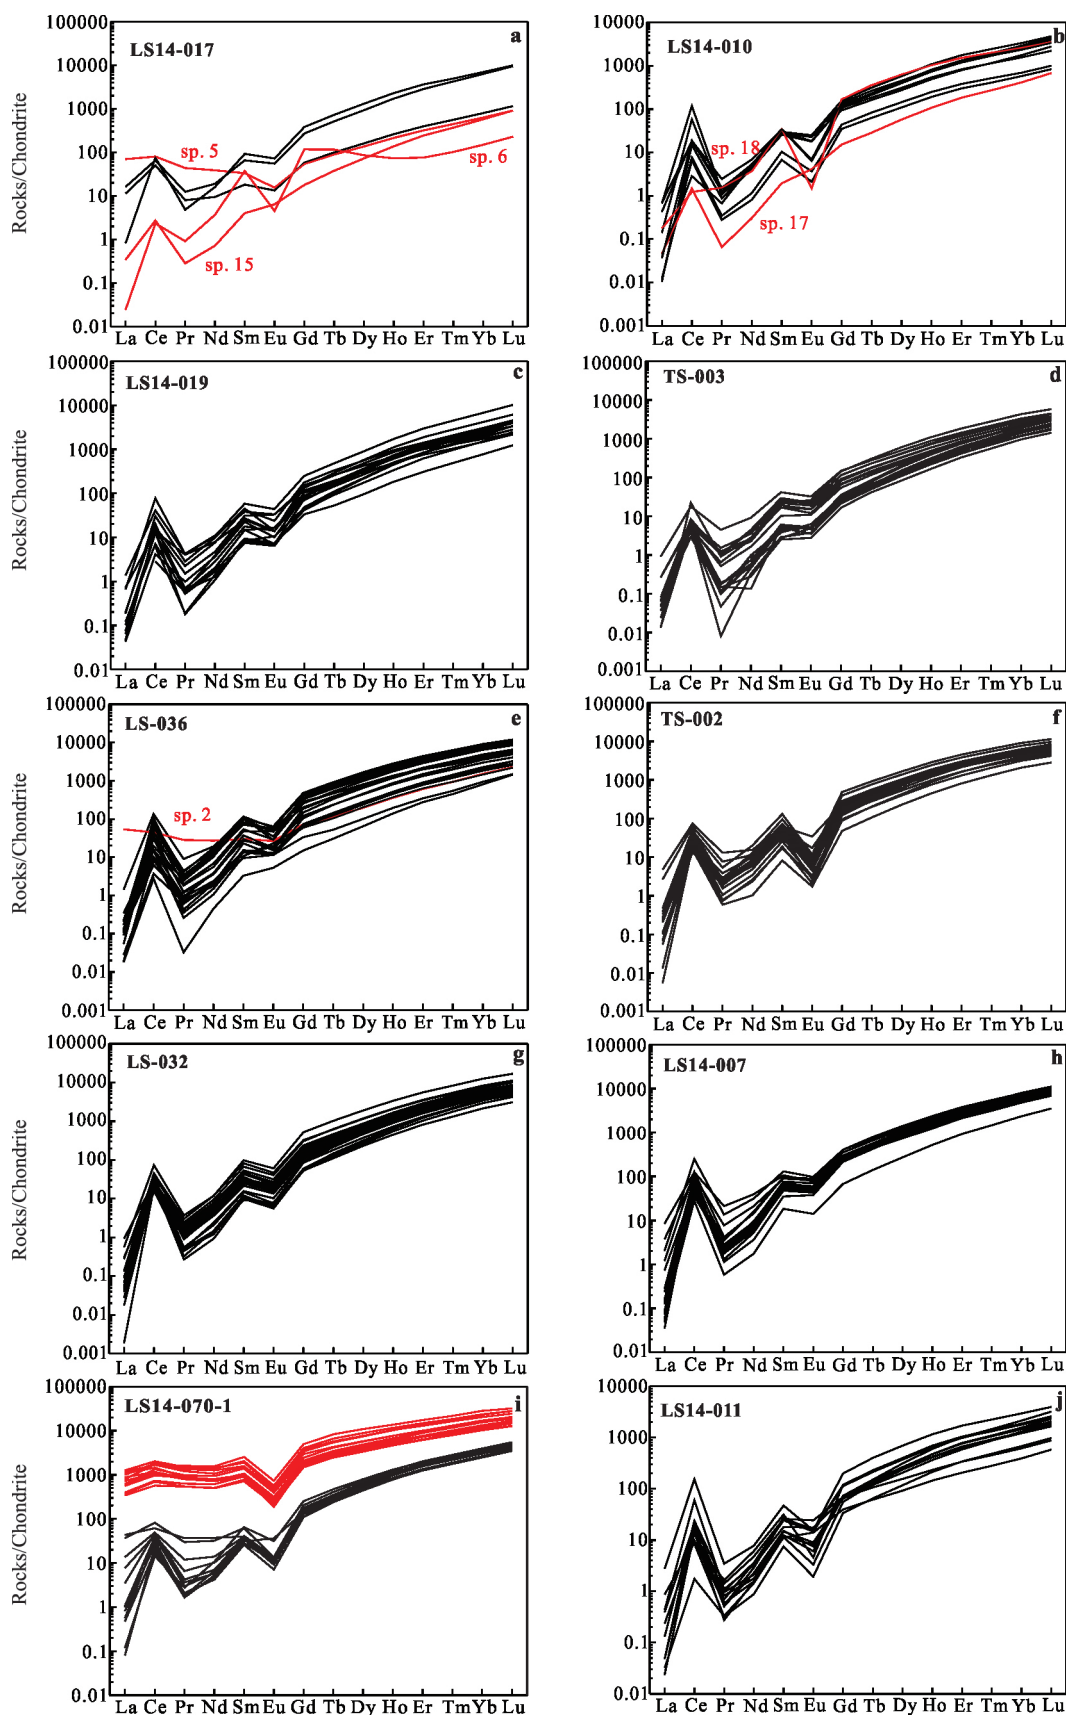 LS14-017 a
100000
10000
1000
100
10
1
0.1
0.01
sp. 5
sp. 6
sp. 15
Rocks/Chondrite
La Ce Pr Nd Sm Eu Gd Tb Dy Ho Er Tm Yb Lu
LS14-010 b
10000
1000
100
10
1
0.1
0.01
0.001
sp. 18
sp. 17
La Ce Pr Nd Sm Eu Gd Tb Dy Ho Er Tm Yb Lu
LS14-019 c
100000
10000
1000
100
10
1
0.1
0.01
Rocks/Chondrite
La Ce Pr Nd Sm Eu Gd Tb Dy Ho Er Tm Yb Lu
TS-003 d
100000
10000
1000
100
10
1
0.1
0.01
0.001
La Ce Pr Nd Sm Eu Gd Tb Dy Ho Er Tm Yb Lu
LS-036 e
100000
10000
1000
100
10
1
0.1
0.01
0.001
sp. 2
Rocks/Chondrite
La Ce Pr Nd Sm Eu Gd Tb Dy Ho Er Tm Yb Lu
TS-002 f
100000
10000
1000
100
10
1
0.1
0.01
0.001
La Ce Pr Nd Sm Eu Gd Tb Dy Ho Er Tm Yb Lu
LS-032 g
100000
10000
1000
100
10
1
0.1
0.01
0.001
Rocks/Chondrite
La Ce Pr Nd Sm Eu Gd Tb Dy Ho Er Tm Yb Lu
LS14-007 h
100000
10000
1000
100
10
1
0.1
0.01
La Ce Pr Nd Sm Eu Gd Tb Dy Ho Er Tm Yb Lu
LS14-070-1 i
100000
10000
1000
100
10
1
0.1
0.01
Rocks/Chondrite
La Ce Pr Nd Sm Eu Gd Tb Dy Ho Er Tm Yb Lu
LS14-011 j
10000
1000
100
10
1
0.1
0.01
La Ce Pr Nd Sm Eu Gd Tb Dy Ho Er Tm Yb Lu